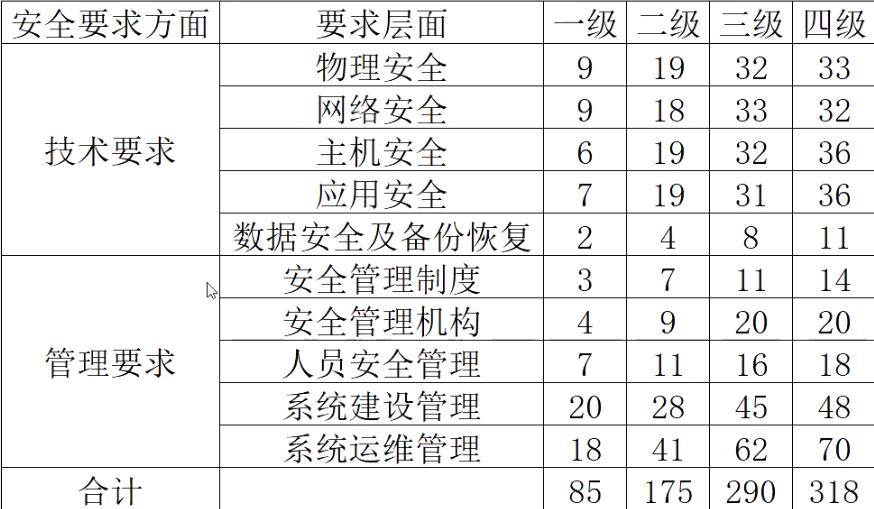 安全要求方面 要求层面 一级 二级 三级 四级
物理安全 9 19 32 33
网络安全 9 18 33 32
技术要求 主机安全 6 19 32 36
应用安全 7 19 31 36
数据安全及备份恢复 2 4 8 11
安全管理制度 3 7 11 14
安全管理机构 4 9 20 20
管理要求 人员安全管理 7 11 16 18
系统建设管理 20 28 45 48
系统运维管理 18 41 62 70
合计 85 175 290 318